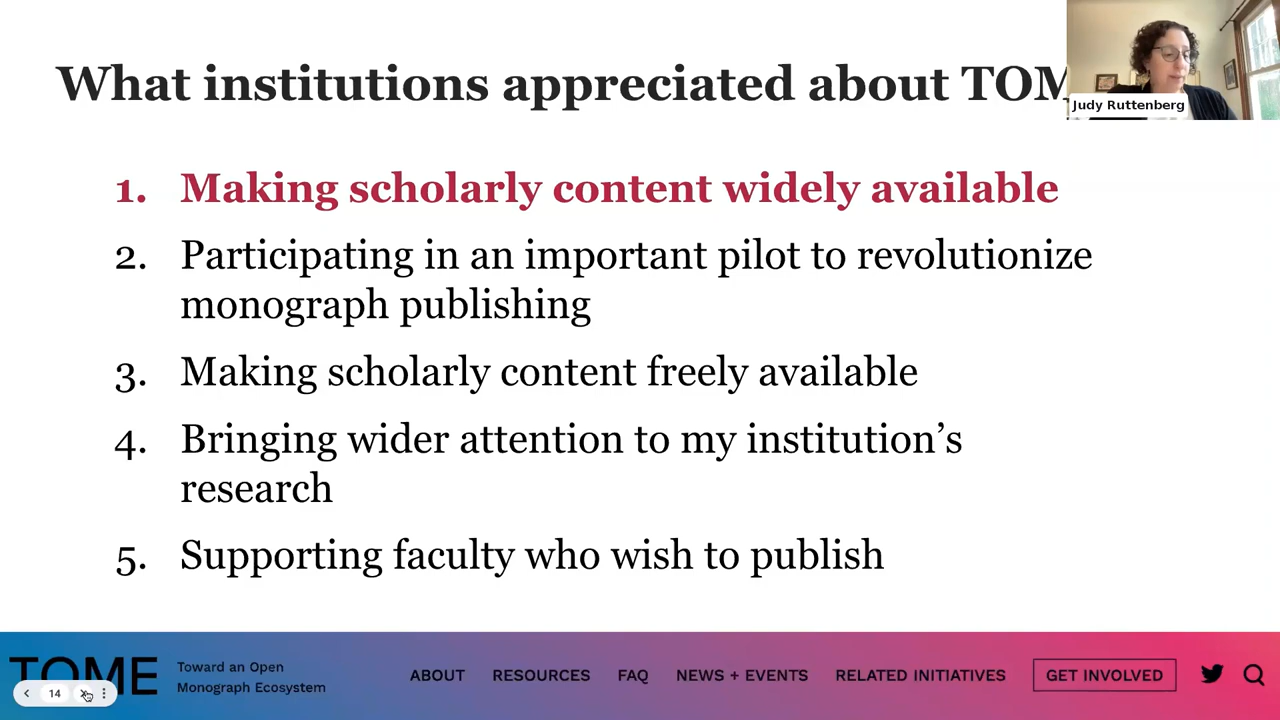 What institutions appreciated about TOM
Judy Ruttenberg
1. Making scholarly content widely available
2. Participating in an important pilot to revolutionize
monograph publishing
3. Making scholarly content freely available
4. Bringing wider attention to my institution’s
research
5. Supporting faculty who wish to publish
TOME
Toward an Open
Monograph Ecosystem
ABOUT RESOURCES FAQ NEWS + EVENTS RELATED INITIATIVES GET INVOLVED
14